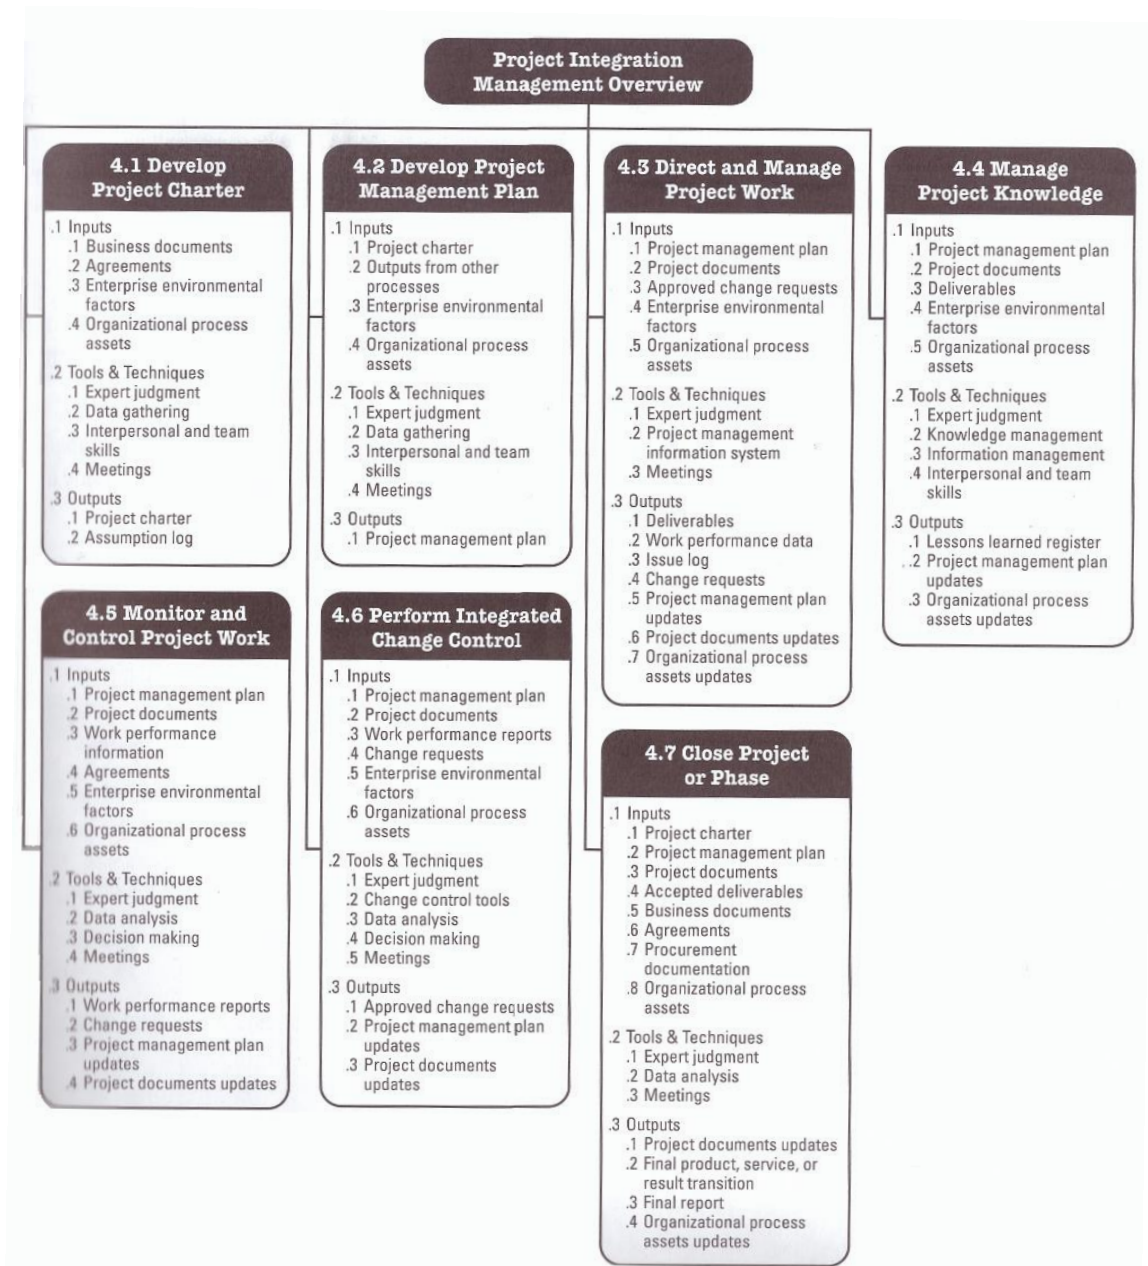 Project Integration
Management Overview
4.1 Develop
Project Charter
.1 Inputs
.1 Business documents
.2 Agreements
.3 Enterprise environmental
factors
.4 Organizational process
assets
.2 Tools & Techniques
.1 Expert judgment
.2 Data gathering
.3 Interpersonal and team
skills
.4 Meetings
.3 Outputs
.1 Project charter
.2 Assumption log
4.2 Develop Project
Management Plan
.1 Inputs
.1 Project charter
.2 Outputs from other
processes
.3 Enterprise environmental
factors
.4 Organizational process
assets
.2 Tools & Techniques
.1 Expert judgment
.2 Data gathering
.3 Interpersonal and team
skills
.4 Meetings
.3 Outputs
.1 Project management plan
4.3 Direct and Manage
Project Work
.1 Inputs
.1 Project management plan
.2 Project documents
.3 Approved change requests
.4 Enterprise environmental
factors
.5 Organizational process
assets
.2 Tools & Techniques
.1 Expert judgment
.2 Project management
information system
.3 Meetings
.3 Outputs
.1 Deliverables
.2 Work performance data
.3 Issue log
.4 Change requests
.5 Project management plan
updates
.6 Project documents updates
.7 Organizational process
assets updates
4.4 Manage
Project Knowledge
.1 Inputs
.1 Project management plan
.2 Project documents
.3 Deliverables
.4 Enterprise environmental
factors
.5 Organizational process
assets
.2 Tools & Techniques
.1 Expert judgment
.2 Knowledge management
.3 Information management
.4 Interpersonal and team
skills
.3 Outputs
.1 Lessons learned register
.2 Project management plan
updates
.3 Organizational process
assets updates
4.5 Monitor and
Control Project Work
.1 Inputs
.1 Project management plan
.2 Project documents
.3 Work performance
information
.4 Agreements
.5 Enterprise environmental
factors
.6 Organizational process
assets
.2 Tools & Techniques
.1 Expert judgment
.2 Data analysis
.3 Decision making
.4 Meetings
.3 Outputs
.1 Work performance reports
.2 Change requests
.3 Project management plan
updates
.4 Project documents updates
4.6 Perform Integrated
Change Control
.1 Inputs
.1 Project management plan
.2 Project documents
.3 Work performance reports
.4 Change requests
.5 Enterprise environmental
factors
.6 Organizational process
assets
.2 Tools & Techniques
.1 Expert judgment
.2 Change control tools
.3 Data analysis
.4 Decision making
.5 Meetings
.3 Outputs
.1 Approved change requests
.2 Project management plan
updates
.3 Project documents
updates
4.7 Close Project
or Phase
.1 Inputs
.1 Project charter
.2 Project management plan
.3 Project documents
.4 Accepted deliverables
.5 Business documents
.6 Agreements
.7 Procurement
documentation
.8 Organizational process
assets
.2 Tools & Techniques
.1 Expert judgment
.2 Data analysis
.3 Meetings
.3 Outputs
.1 Project documents updates
.2 Final product, service, or
result transition
.3 Final report
.4 Organizational process
assets updates